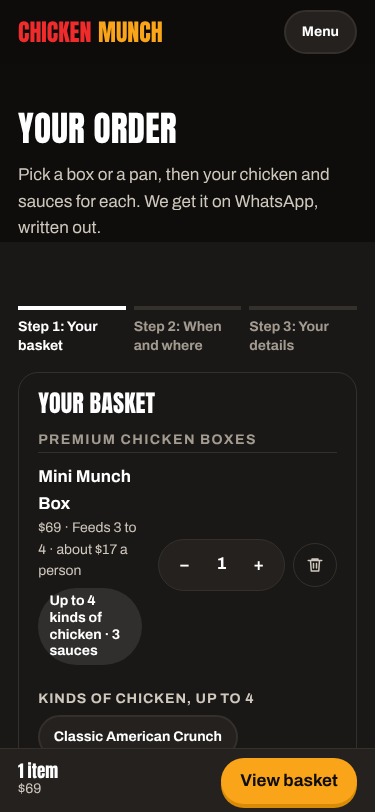 CHICKEN MUNCH
Menu
YOUR ORDER
Pick a box or a pan, then your chicken and
sauces for each. We get it on WhatsApp,
written out.
Step 1: Your
basket
Step 2: When
and where
Step 3: Your
details
YOUR BASKET
PREMIUM CHICKEN BOXES
Mini Munch
Box
$69 · Feeds 3 to
4 · about $17 a
person
− 1 +
Up to 4
kinds of
chicken · 3
sauces
KINDS OF CHICKEN, UP TO 4
Classic American Crunch
1 item
$69
View basket